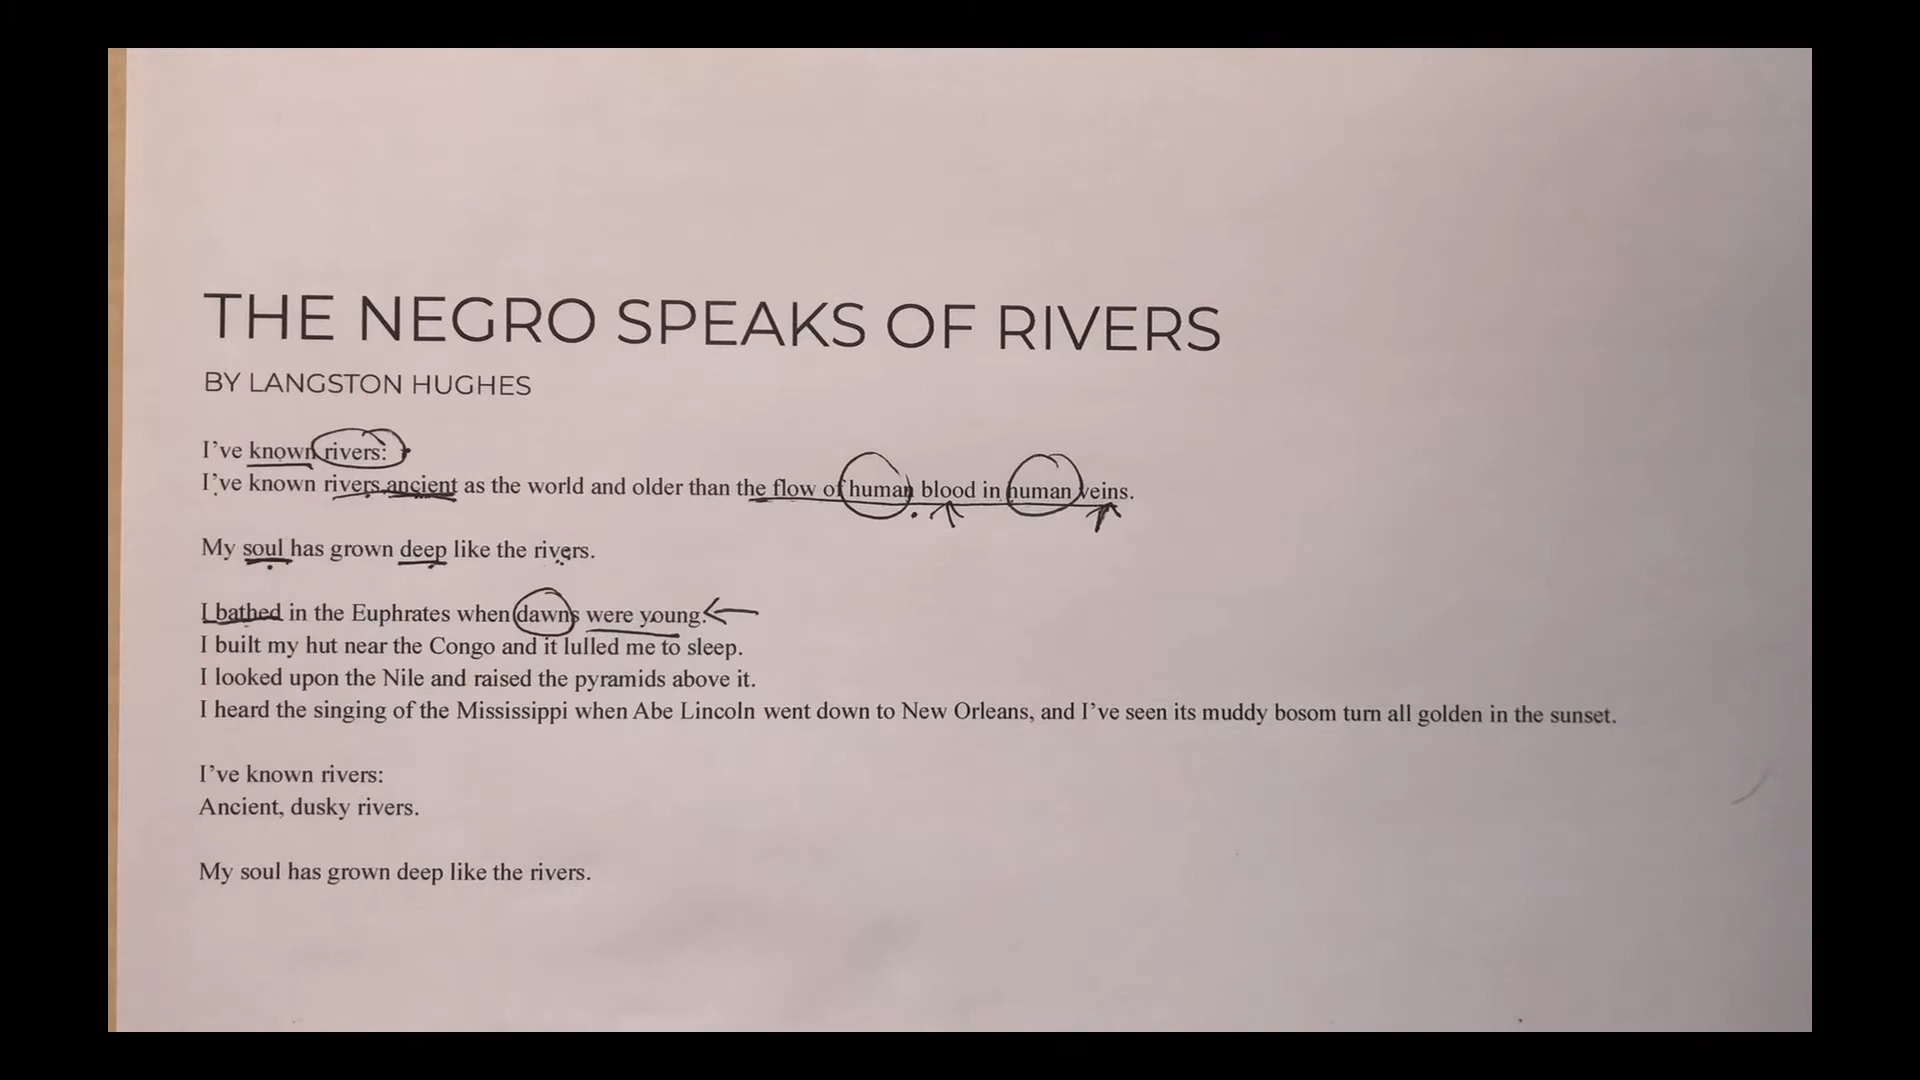 THE NEGRO SPEAKS OF RIVERS
BY LANGSTON HUGHES
I've known rivers:
I've known rivers ancient as the world and older than the flow of human blood in human veins.
My soul has grown deep like the rivers.
I bathed in the Euphrates when dawns were young.
I built my hut near the Congo and it lulled me to sleep.
I looked upon the Nile and raised the pyramids above it.
I heard the singing of the Mississippi when Abe Lincoln went down to New Orleans, and I've seen its muddy bosom turn all golden in the sunset.
I've known rivers:
Ancient, dusky rivers.
My soul has grown deep like the rivers.